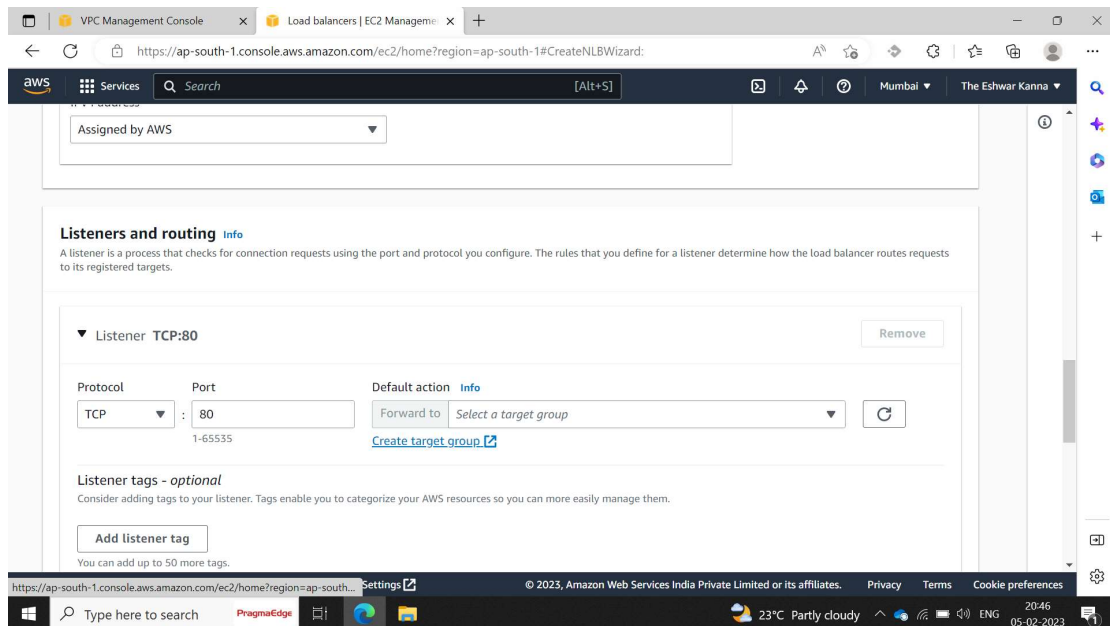 VPC Management Console
Load balancers | EC2 Manageme
https://ap-south-1.console.aws.amazon.com/ec2/home?region=ap-south-1#CreateNLBWizard:
aws
Services
Search
[Alt+S]
Mumbai
The Eshwar Kanna
Assigned by AWS
Listeners and routing Info
A listener is a process that checks for connection requests using the port and protocol you configure. The rules that you define for a listener determine how the load balancer routes requests
to its registered targets.
Listener TCP:80
Remove
Protocol
Port
Default action Info
TCP
:
80
Forward to
Select a target group
1-65535
Create target group
Listener tags - optional
Consider adding tags to your listener. Tags enable you to categorize your AWS resources so you can more easily manage them.
Add listener tag
You can add up to 50 more tags.
https://ap-south-1.console.aws.amazon.com/ec2/home?region=ap-south...
Settings
© 2023, Amazon Web Services India Private Limited or its affiliates.
Privacy
Terms
Cookie preferences
Type here to search
PragmaEdge
23°C Partly cloudy
ENG
20:46
05-02-2023
1